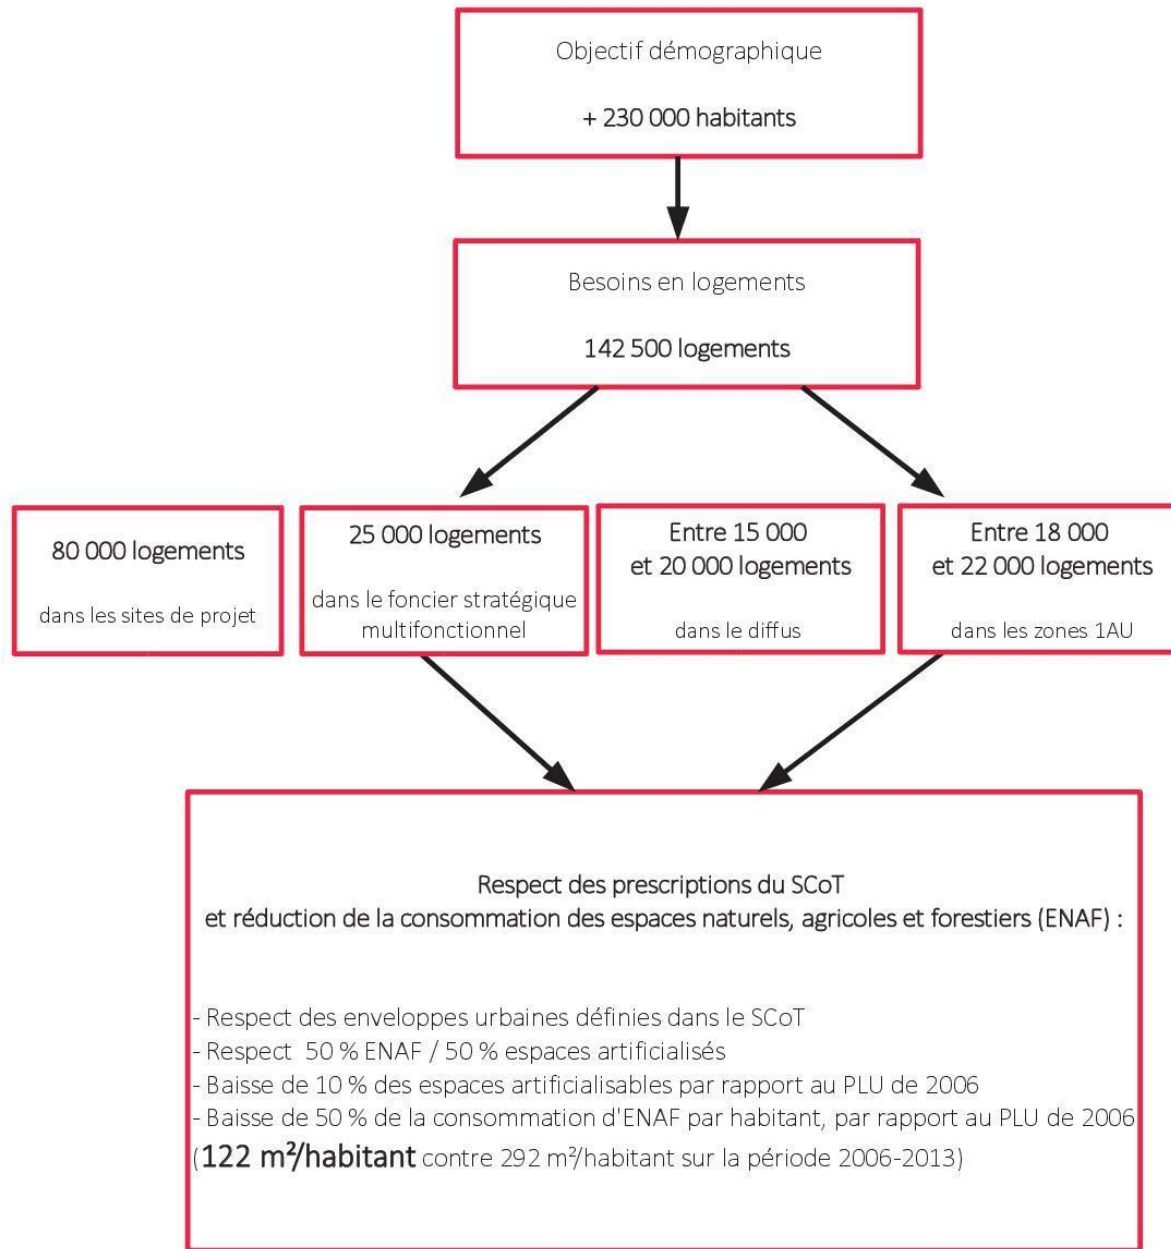 Objectif démographique
+ 230 000 habitants
Besoins en logements
142 500 logements
80 000 logements
dans les sites de projet
25 000 logements
dans le foncier stratégique
multifonctionnel
Entre 15 000
et 20 000 logements
dans le diffus
Entre 18 000
et 22 000 logements
dans les zones 1AU
Respect des prescriptions du SCoT
et réduction de la consommation des espaces naturels, agricoles et forestiers (ENAF) :
- Respect des enveloppes urbaines définies dans le SCoT
- Respect 50 % ENAF / 50 % espaces artificialisés
- Baisse de 10 % des espaces artificialisables par rapport au PLU de 2006
- Baisse de 50 % de la consommation d'ENAF par habitant, par rapport au PLU de 2006
(122 m²/habitant contre 292 m²/habitant sur la période 2006-2013)